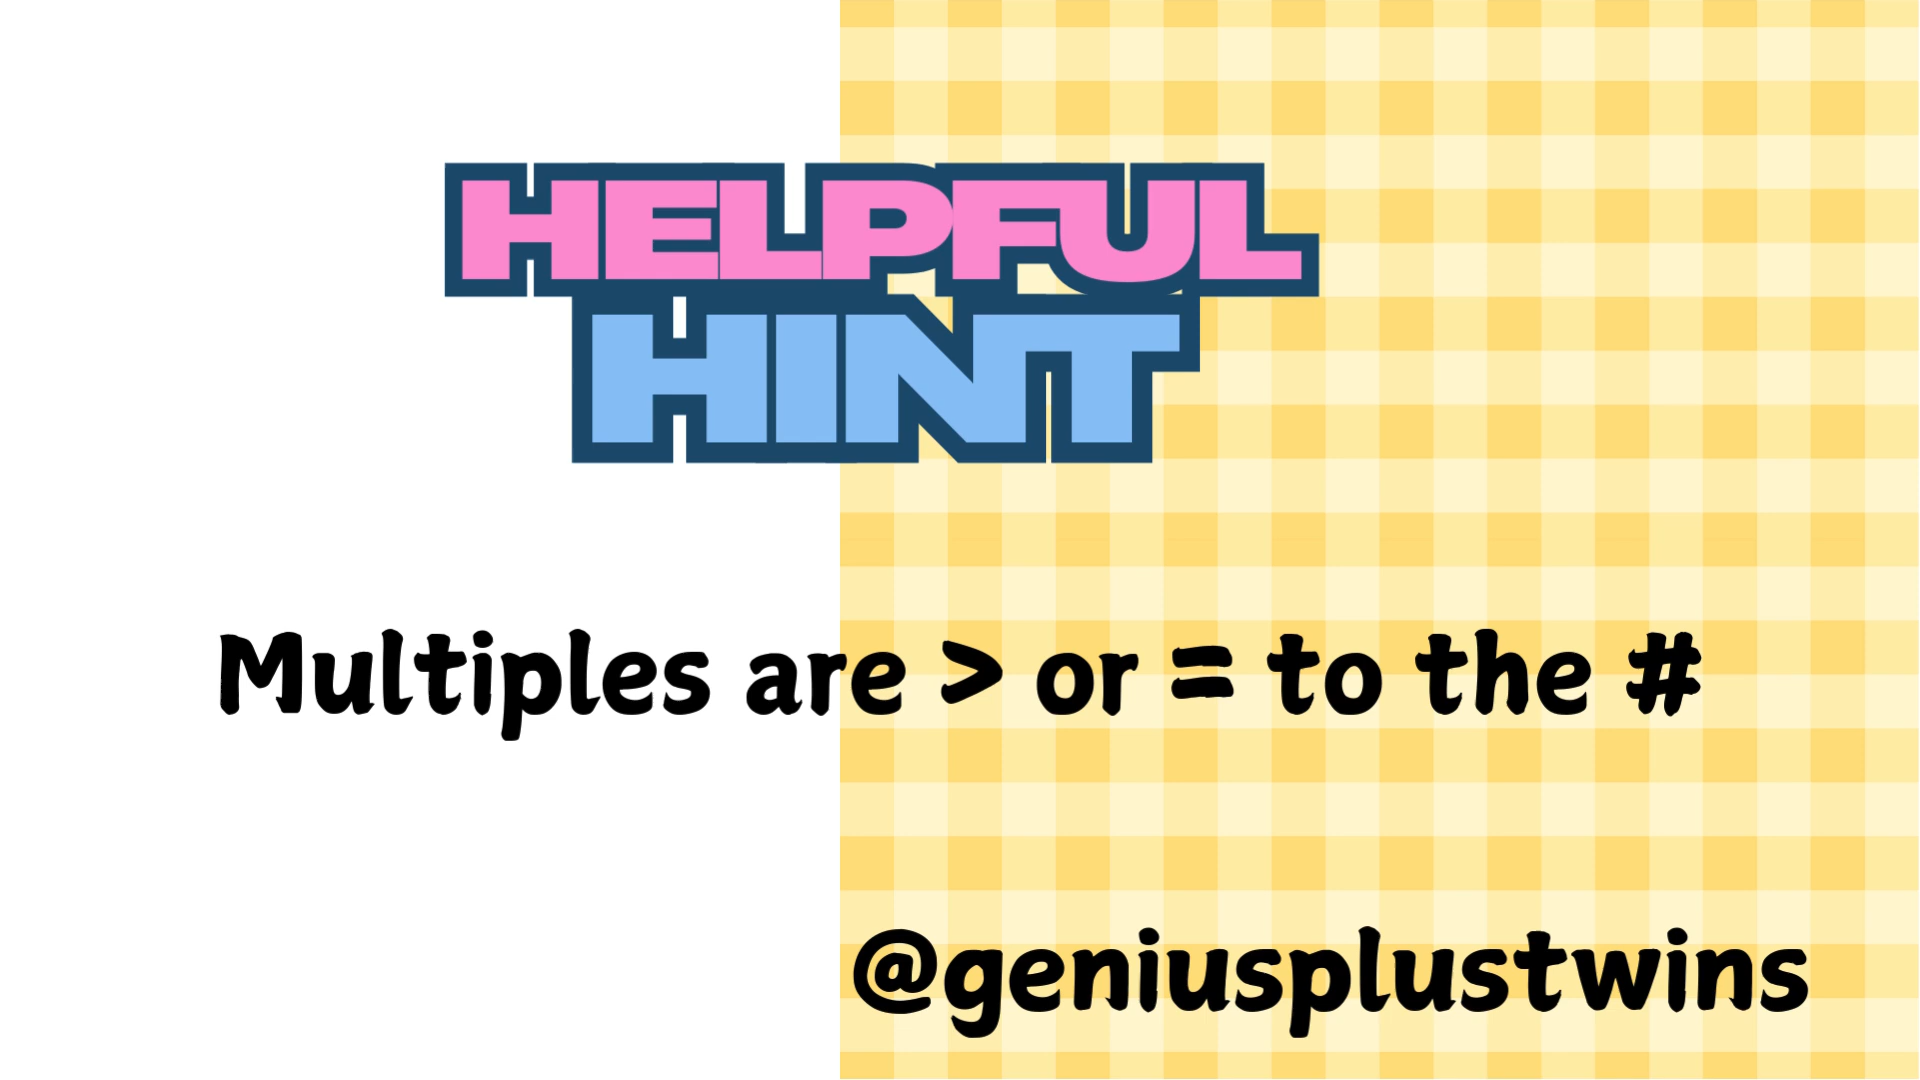 HELPFUL
HINT
Multiples are > or = to the #
@geniusplustwins